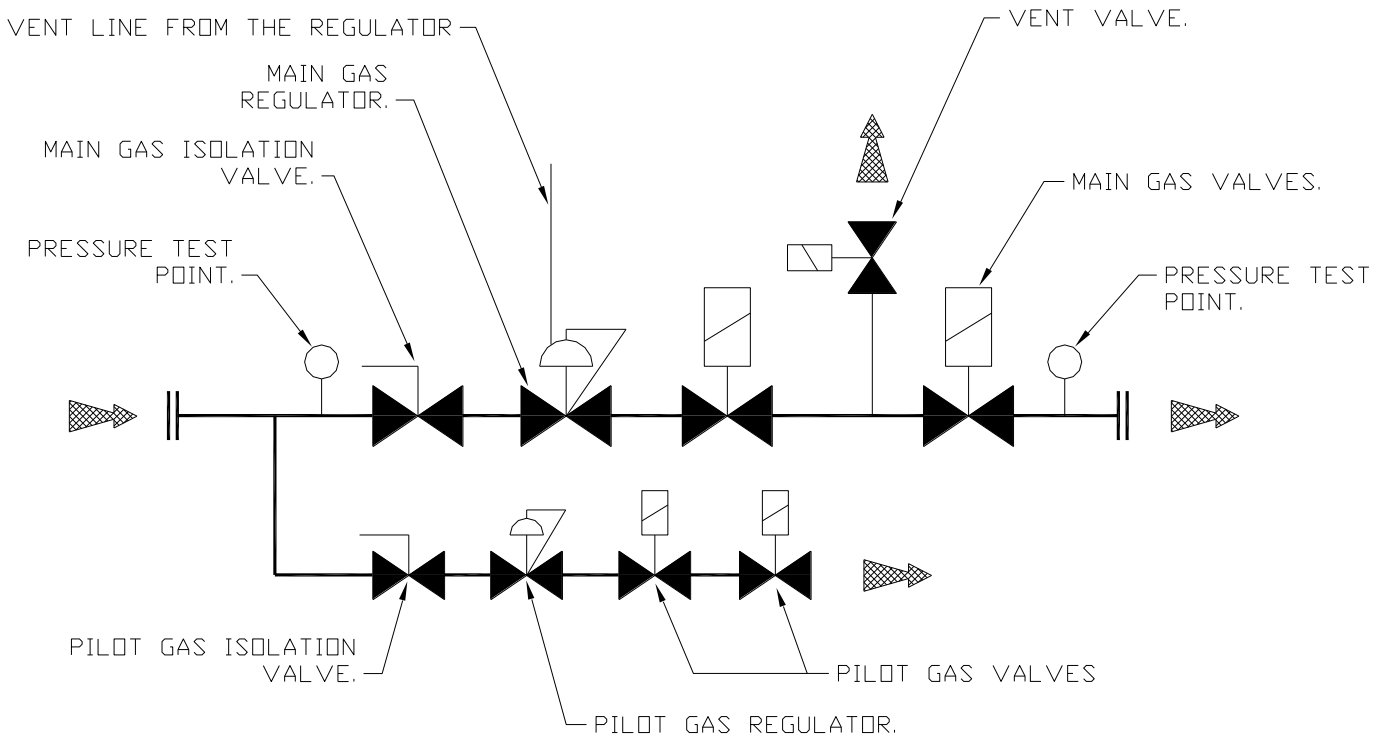 VENT LINE FROM THE REGULATOR
VENT VALVE.
MAIN GAS
REGULATOR.
MAIN GAS ISOLATION
VALVE.
MAIN GAS VALVES.
PRESSURE TEST
POINT.
PRESSURE TEST
POINT.
PILOT GAS ISOLATION
VALVE.
PILOT GAS VALVES
PILOT GAS REGULATOR.